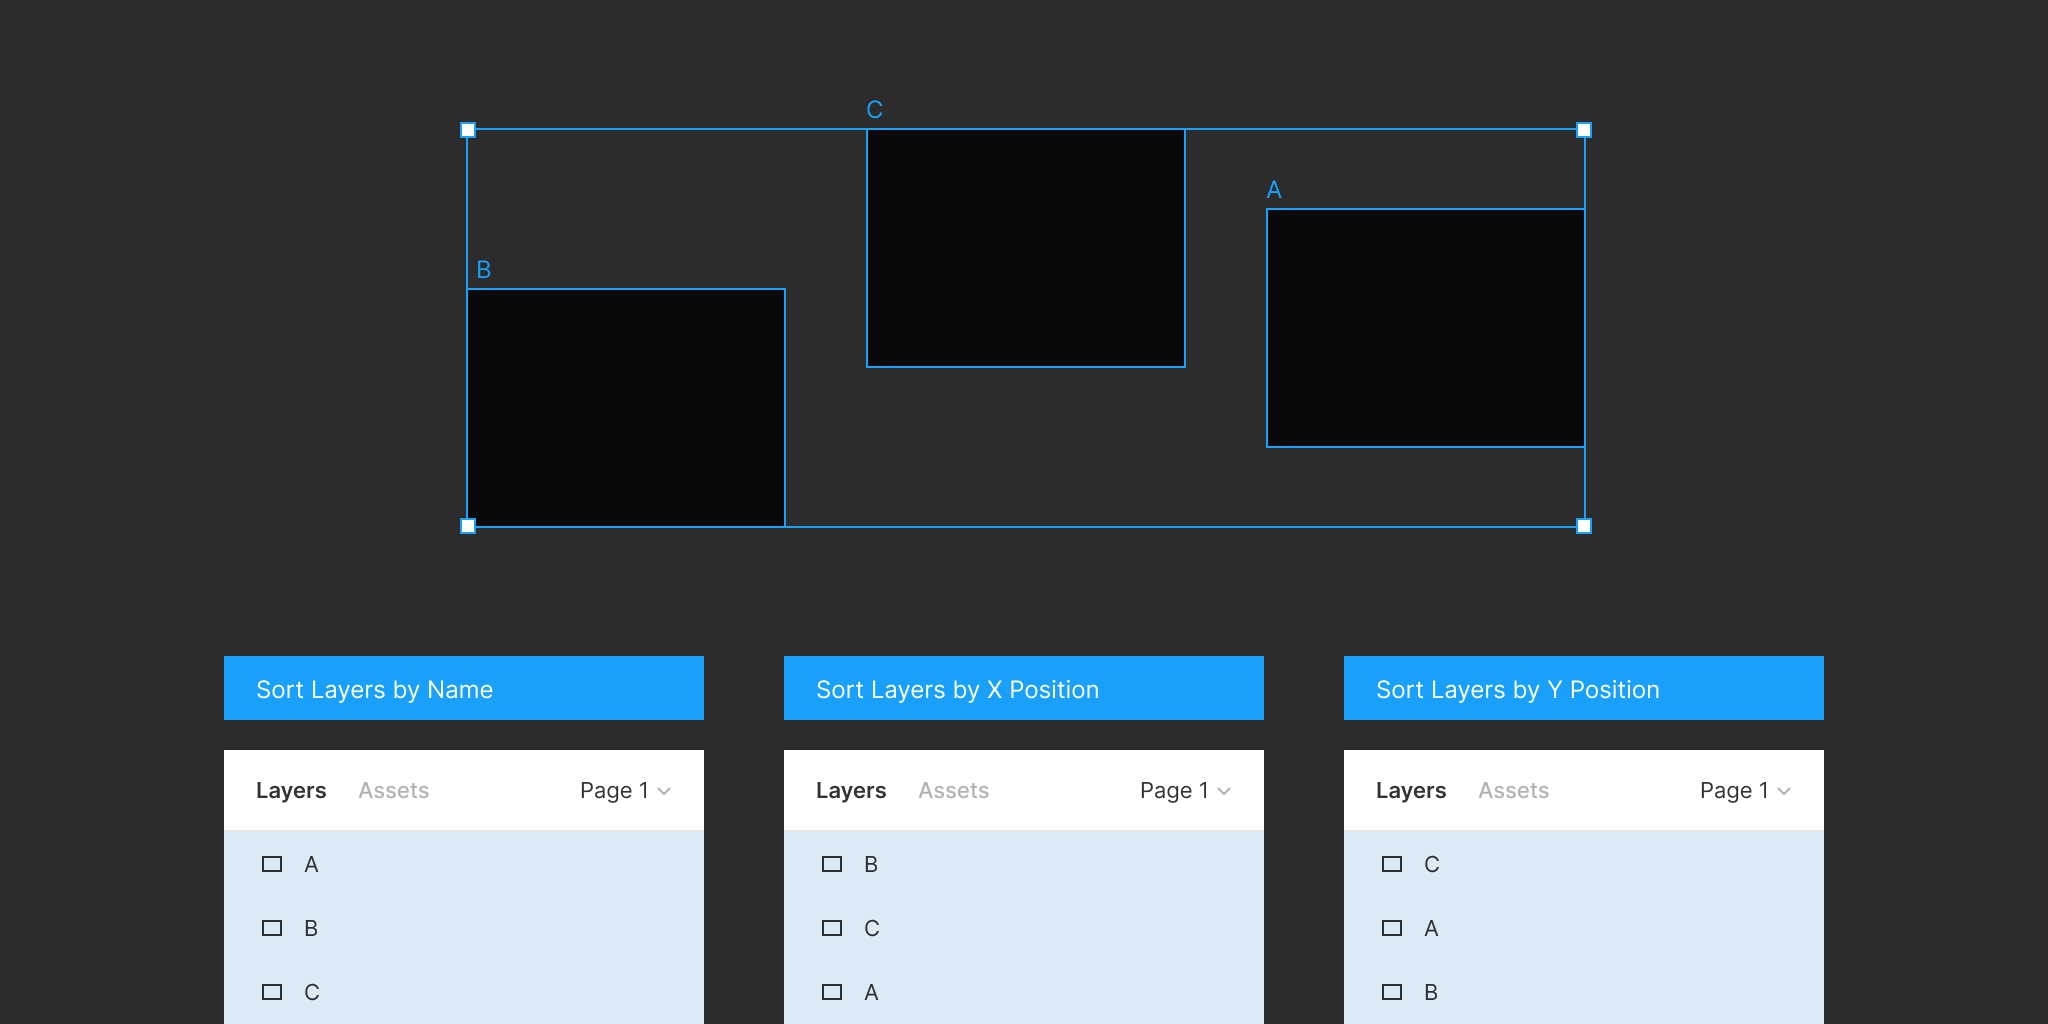 C
A
B
Sort Layers by Name
Layers Assets Page 1
A
B
C
Sort Layers by X Position
Layers Assets Page 1
B
C
A
Sort Layers by Y Position
Layers Assets Page 1
C
A
B